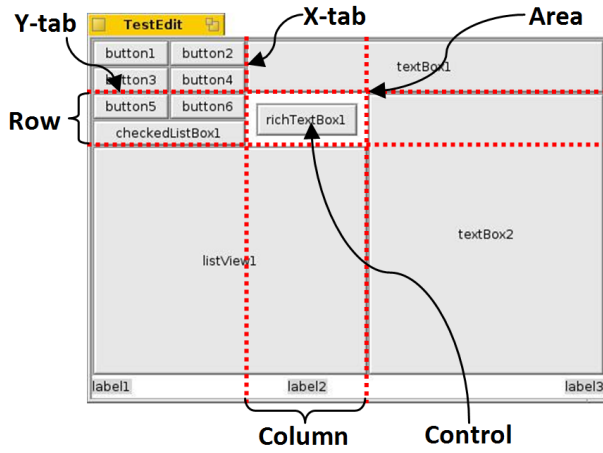 Y-tab
X-tab
Area
TestEdit
button1
button2
textBox1
button3
button4
Row
button5
button6
richTextBox1
checkedListBox1
listView1
textBox2
label1
label2
label3
Column
Control